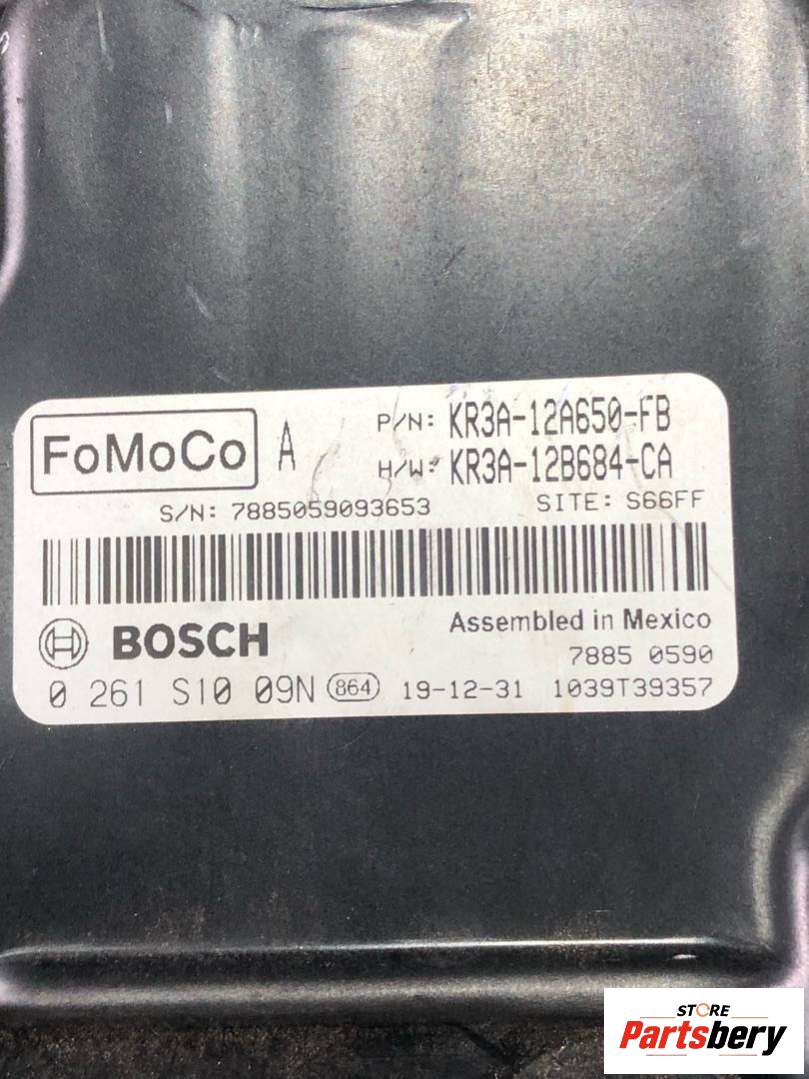 FoMoCo A P/N: KR3A-12A650-FB
H/W: KR3A-12B684-CA
S/N: 7885059093653 SITE: S66FF
Assembled in Mexico
BOSCH
7885 0590
0 261 S10 09N 864 19-12-31 1039T39357
STORE
Partsbery